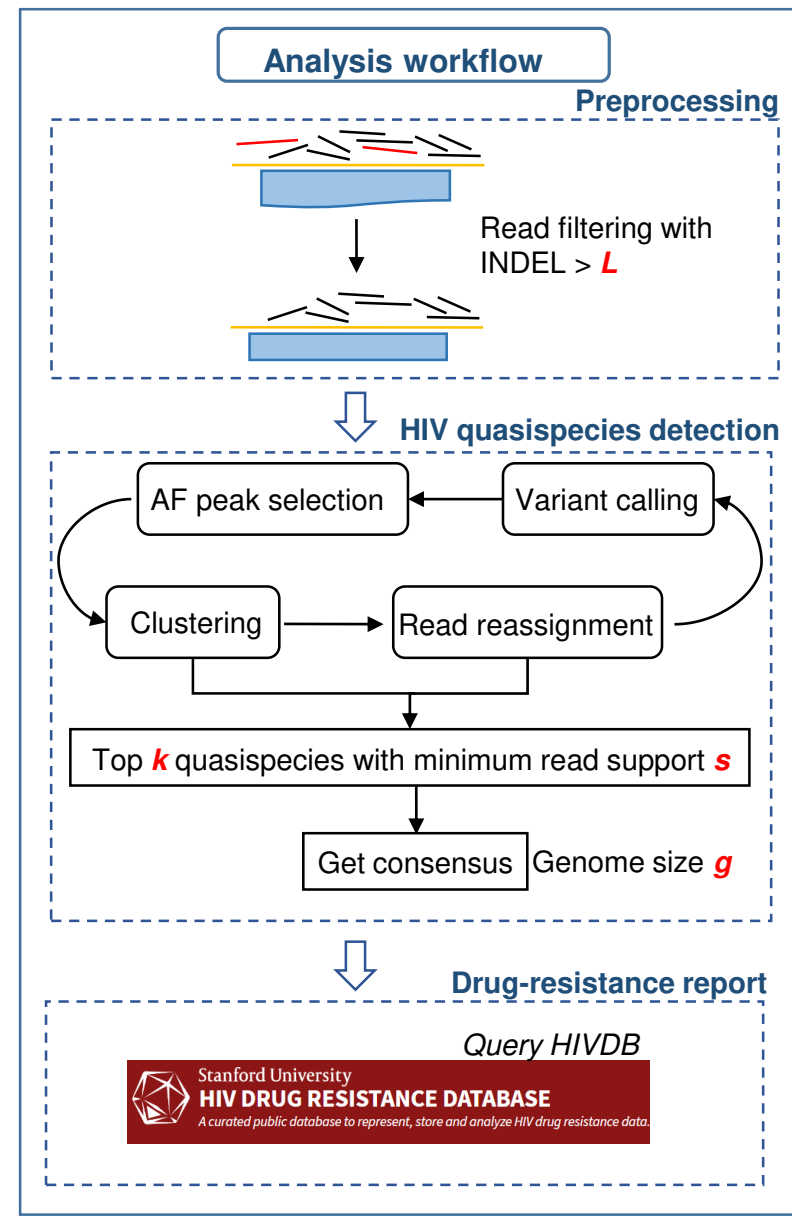 Analysis workflow
Preprocessing
Read filtering with
INDEL > L
HIV quasispecies detection
AF peak selection
Variant calling
Clustering
Read reassignment
Top k quasispecies with minimum read support s
Get consensus
Genome size g
Drug-resistance report
Query HIVDB
Stanford University
HIV DRUG RESISTANCE DATABASE
A curated public database to represent, store and analyze HIV drug resistance data.